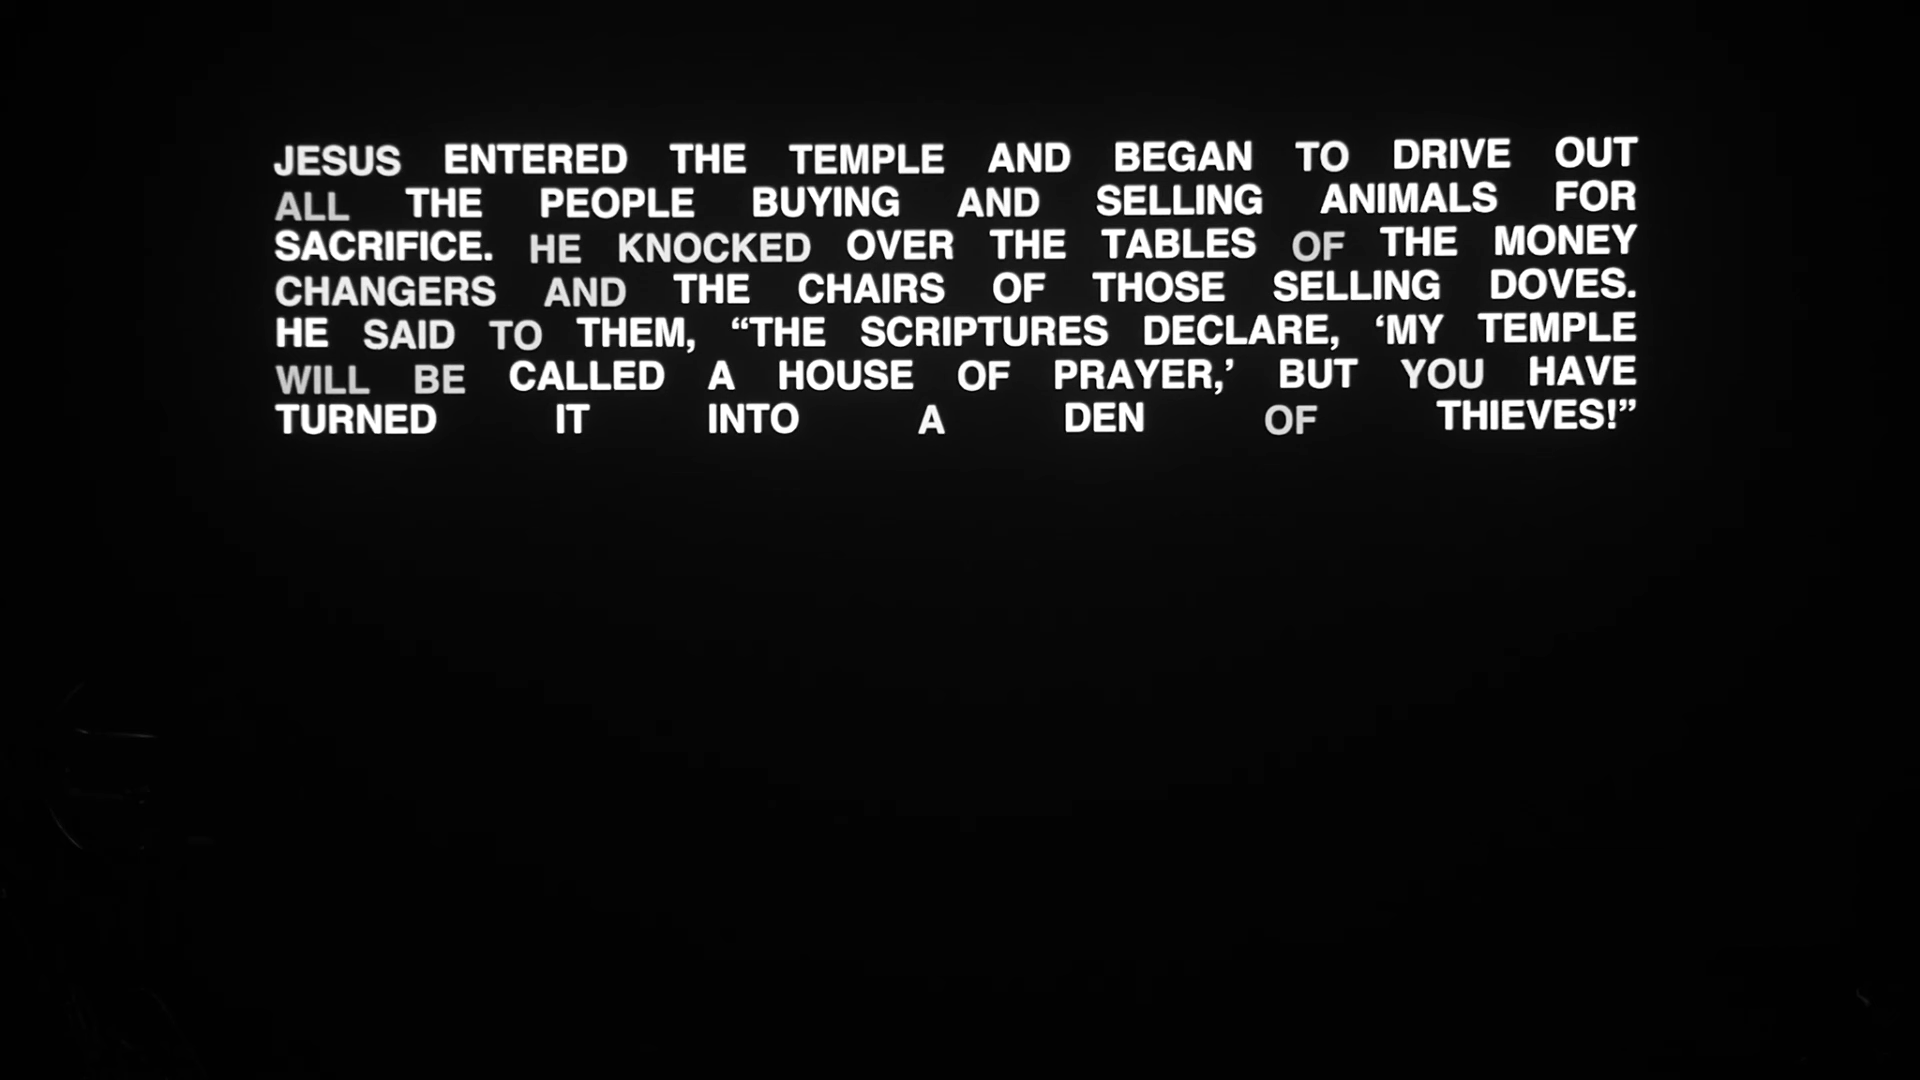 JESUS ENTERED THE TEMPLE AND BEGAN TO DRIVE OUT
ALL THE PEOPLE BUYING AND SELLING ANIMALS FOR
SACRIFICE. HE KNOCKED OVER THE TABLES OF THE MONEY
CHANGERS AND THE CHAIRS OF THOSE SELLING DOVES.
HE SAID TO THEM, “THE SCRIPTURES DECLARE, ‘MY TEMPLE
WILL BE CALLED A HOUSE OF PRAYER,’ BUT YOU HAVE
TURNED IT INTO A DEN OF THIEVES!”